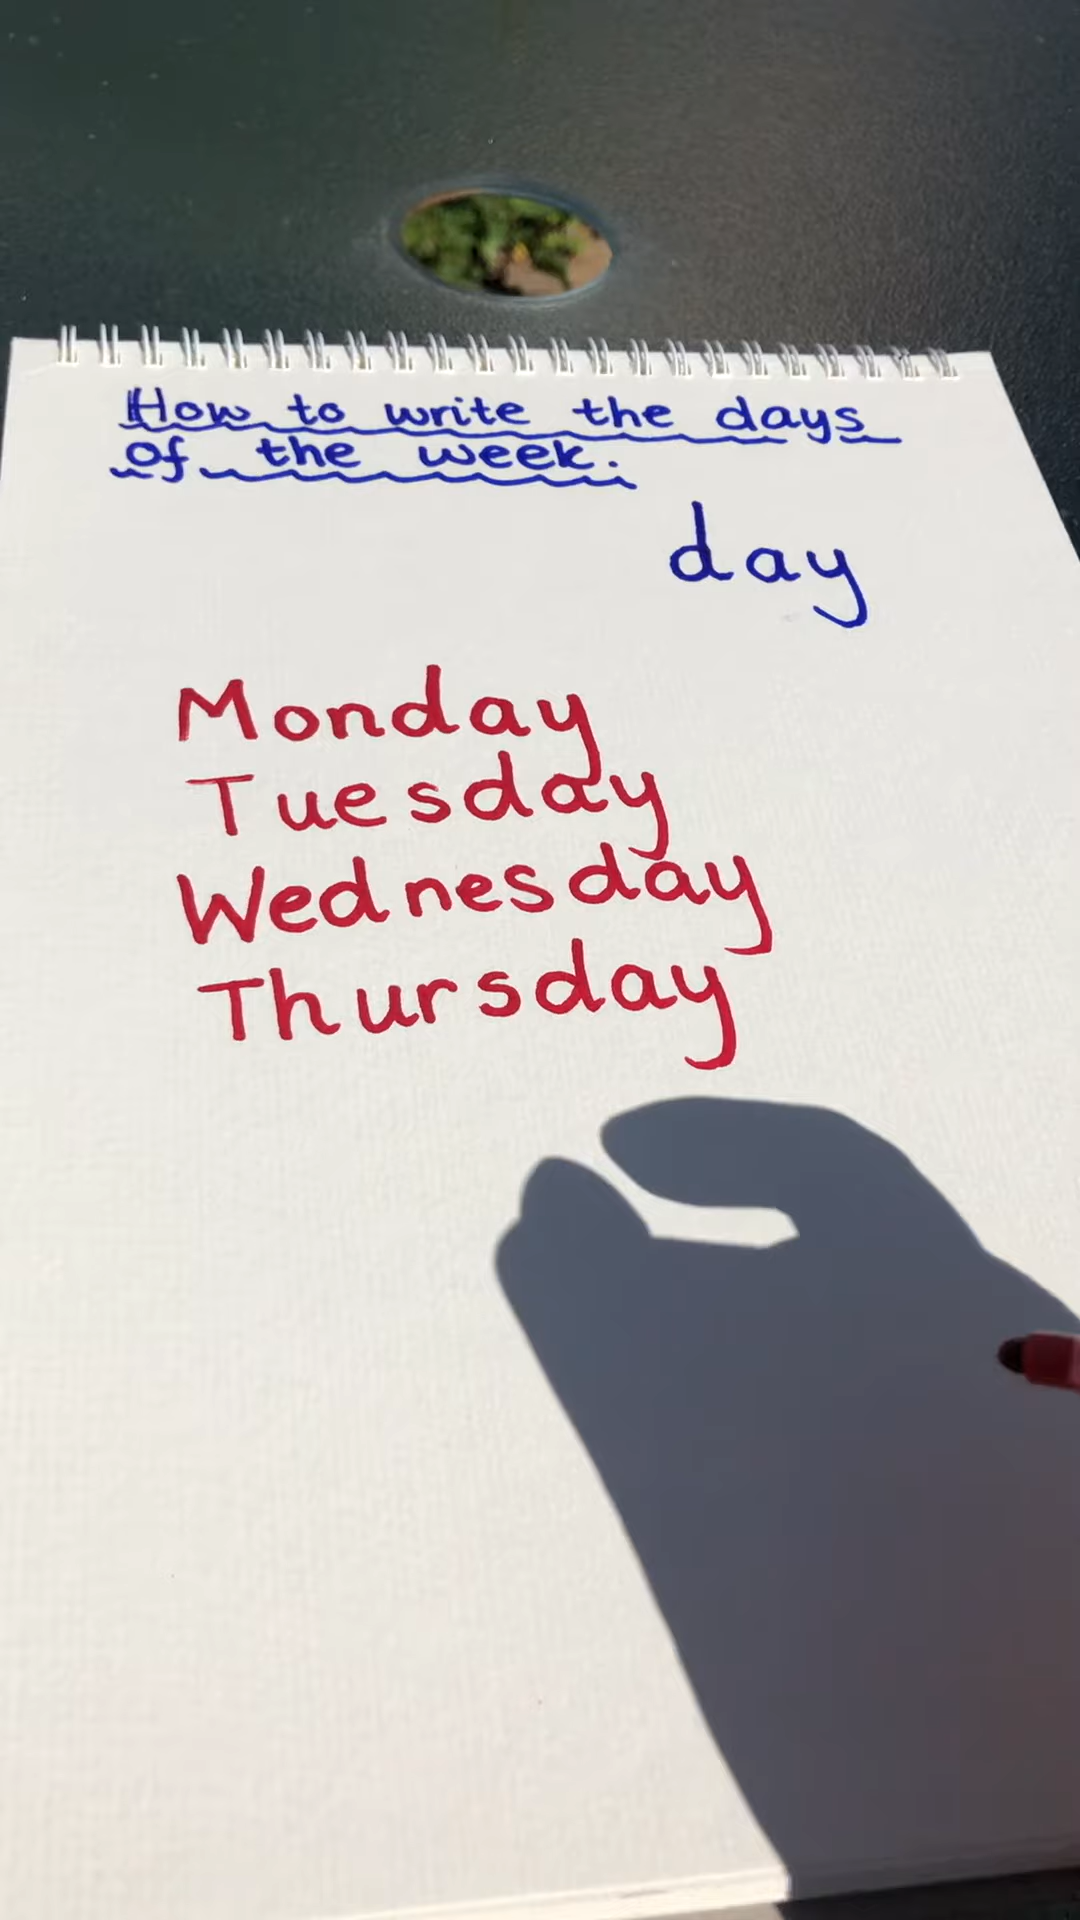 How to write the days
of the week.
day
Monday
Tuesday
Wednesday
Thursday